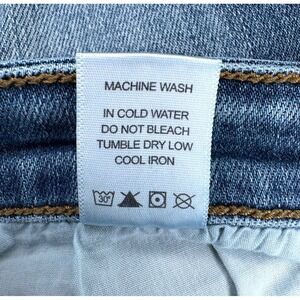 MACHINE WASH
IN COLD WATER
DO NOT BLEACH
TUMBLE DRY LOW
COOL IRON
30°